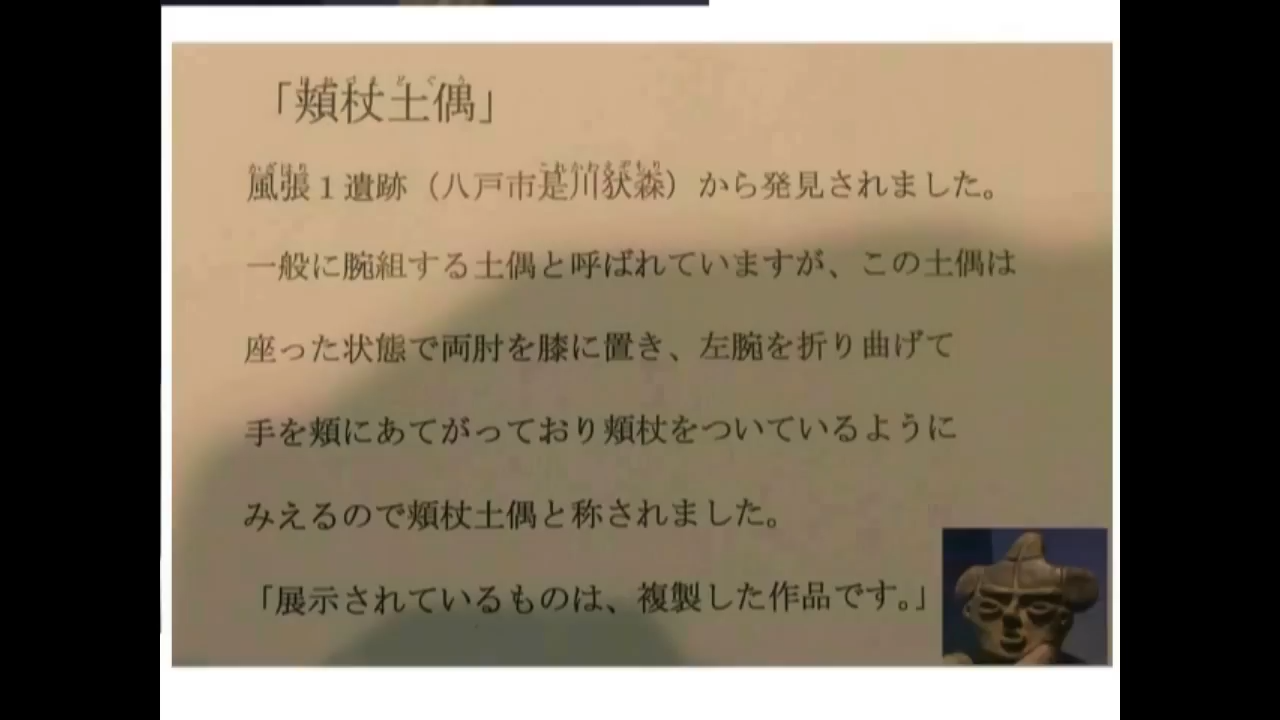 「頬杖土偶」
風張１遺跡（八戸市是川狄森）から発見されました。
一般に腕組する土偶と呼ばれていますが、この土偶は
座った状態で両肘を膝に置き、左腕を折り曲げて
手を頬にあてがっており頬杖をついているように
みえるので頬杖土偶と称されました。
「展示されているものは、複製した作品です。」